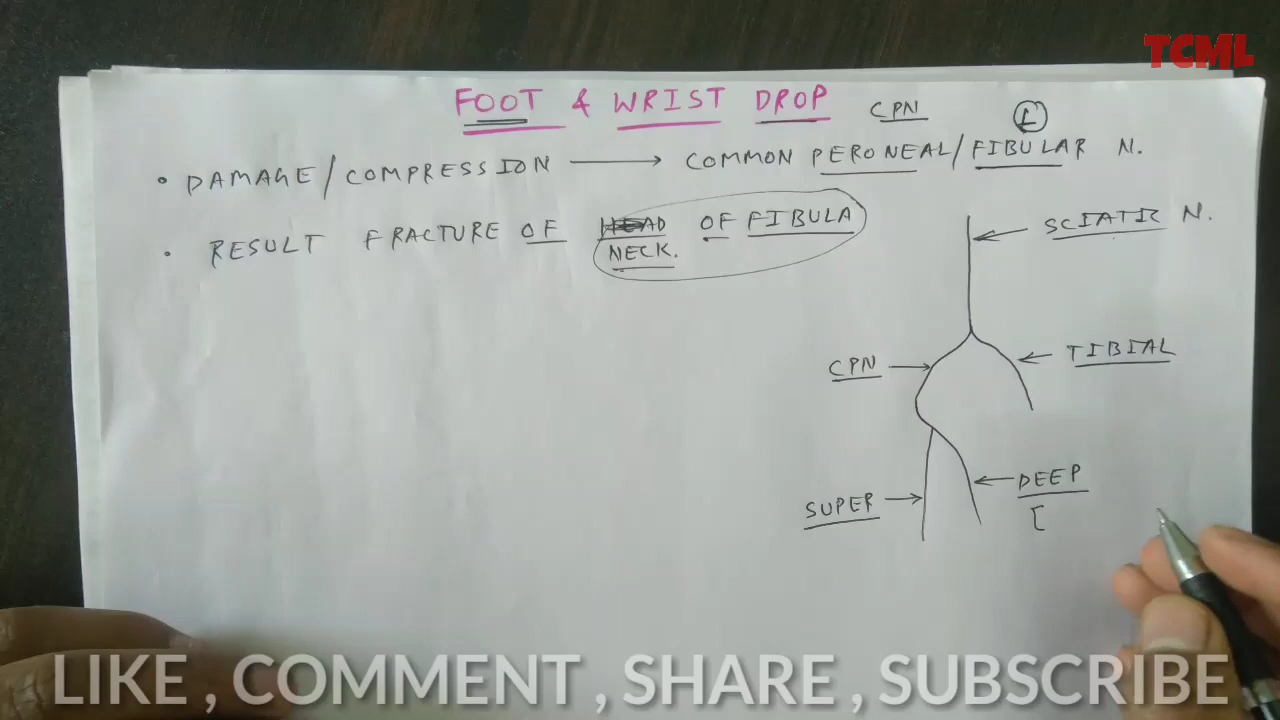 TCML
FOOT & WRIST DROP CPN
• DAMAGE/COMPRESSION → COMMON PERONEAL/FIBULAR N.
• RESULT FRACTURE OF HEAD OF FIBULA
NECK.
SCIATIC N.
CPN
TIBIAL
SUPER
DEEP
[
LIKE , COMMENT , SHARE , SUBSCRIBE